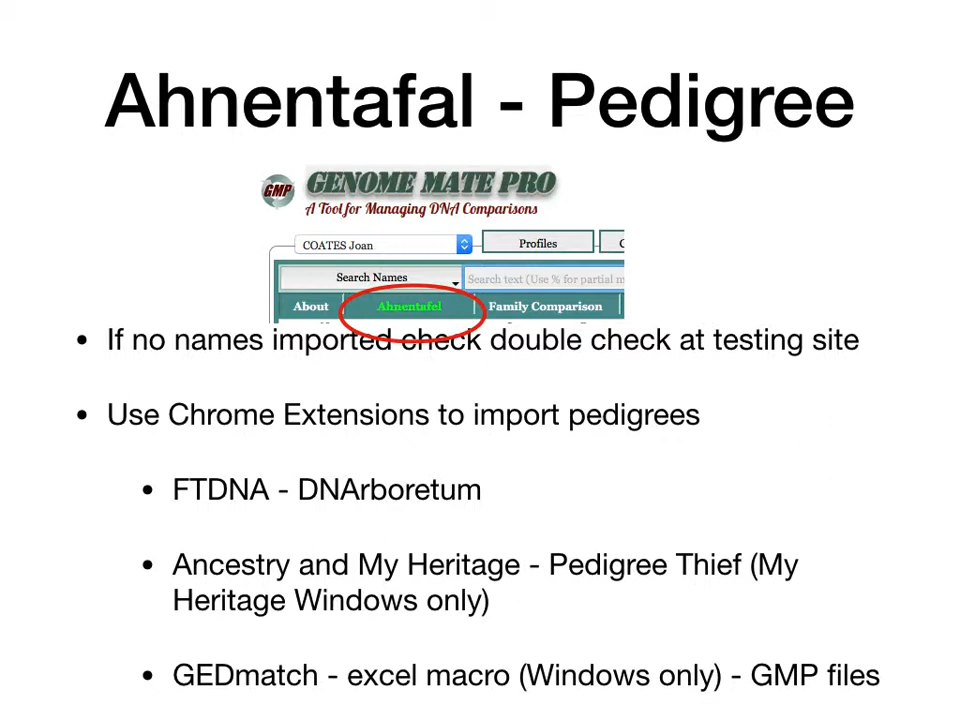 Ahnentafal - Pedigree
GMP
GENOME MATE PRO
A Tool for Managing DNA Comparisons
COATES Joan
Profiles
Search Names
Search text (Use % for partial m
About
Ahnentafel
Family Comparison
• If no names imported check double check at testing site
• Use Chrome Extensions to import pedigrees
• FTDNA - DNArboretum
• Ancestry and My Heritage - Pedigree Thief (My
Heritage Windows only)
• GEDmatch - excel macro (Windows only) - GMP files